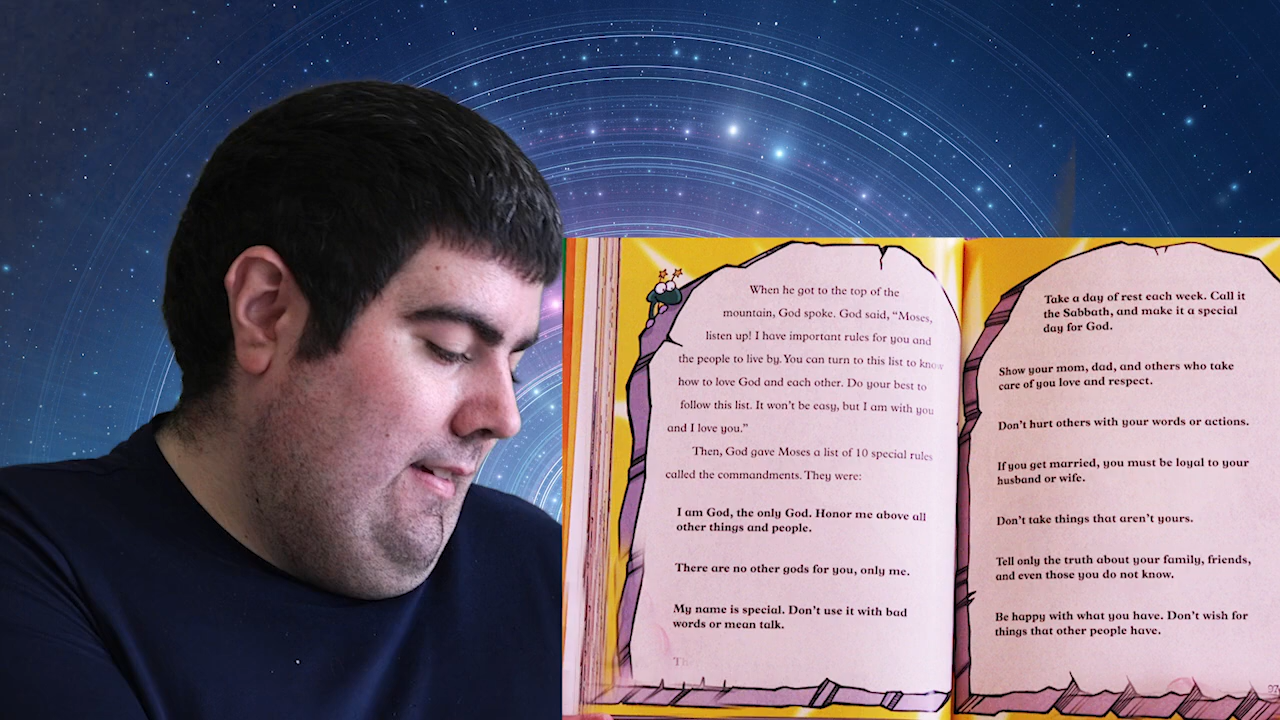 When he got to the top of the
mountain, God spoke. God said, “Moses,
listen up! I have important rules for you and
the people to live by. You can turn to this list to know
how to love God and each other. Do your best to
follow this list. It won’t be easy, but I am with you
and I love you.”
Then, God gave Moses a list of 10 special rules
called the commandments. They were:
I am God, the only God. Honor me above all
other things and people.
There are no other gods for you, only me.
My name is special. Don’t use it with bad
words or mean talk.
Take a day of rest each week. Call it
the Sabbath, and make it a special
day for God.
Show your mom, dad, and others who take
care of you love and respect.
Don’t hurt others with your words or actions.
If you get married, you must be loyal to your
husband or wife.
Don’t take things that aren’t yours.
Tell only the truth about your family, friends,
and even those you do not know.
Be happy with what you have. Don’t wish for
things that other people have.